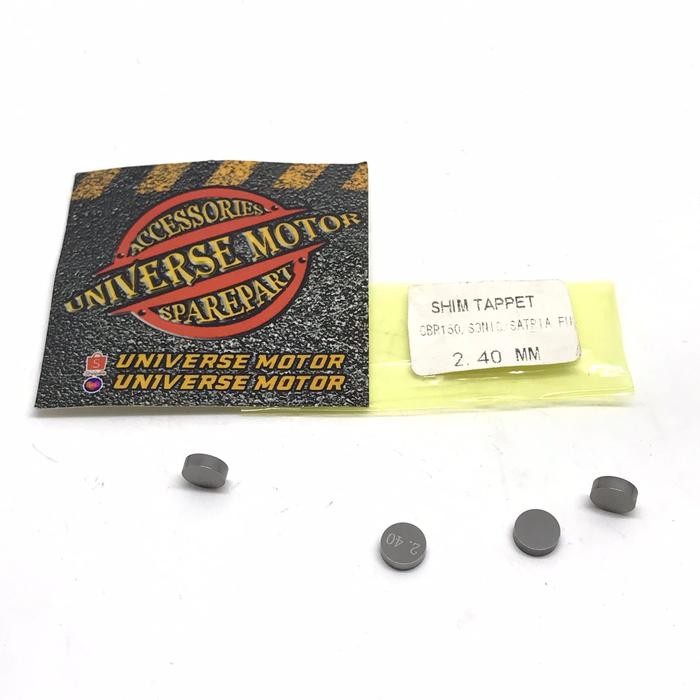 ACCESSORIES
UNIVERSE MOTOR
SPAREPART
UNIVERSE MOTOR
UNIVERSE MOTOR
SHIM TAPPET
CBR150, SONIC, SATRIA FU
2.40 MM
2.40